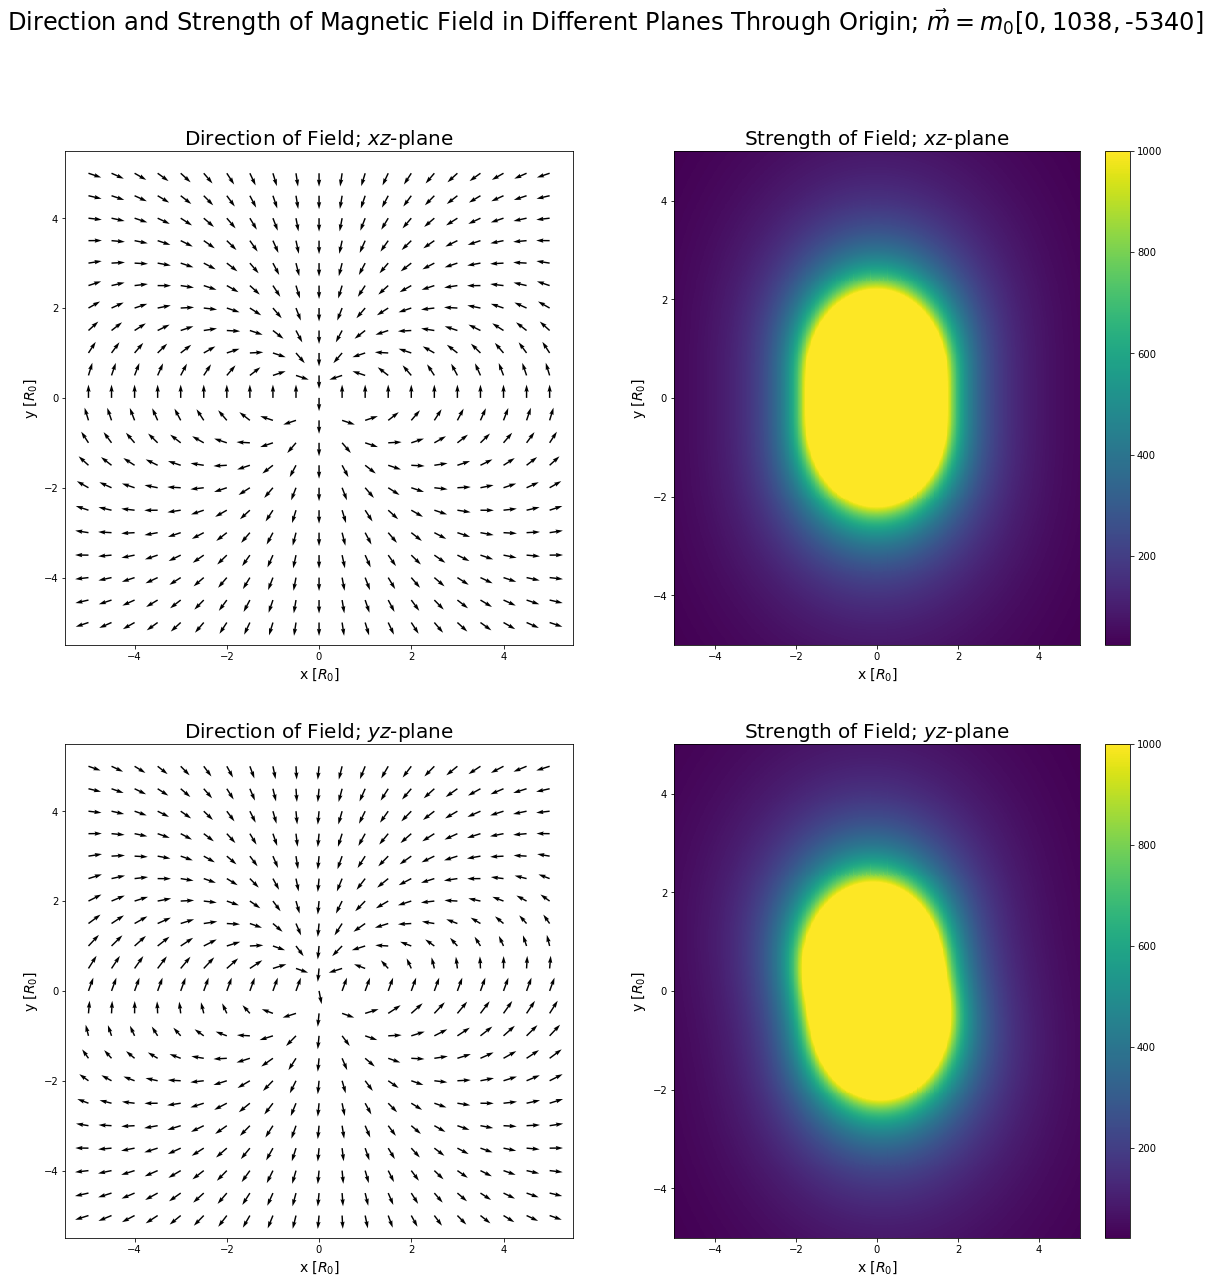 Direction and Strength of Magnetic Field in Different Planes Through Origin; $\vec{m} = m_0[0, 1038, -5340]$
Direction of Field; xz-plane
4
2
0
−2
−4
y [R₀]
−4 −2 0 2 4
x [R₀]
Strength of Field; xz-plane
4
2
0
−2
−4
y [R₀]
−4 −2 0 2 4
x [R₀]
1000
800
600
400
200
Direction of Field; yz-plane
4
2
0
−2
−4
y [R₀]
−4 −2 0 2 4
x [R₀]
Strength of Field; yz-plane
4
2
0
−2
−4
y [R₀]
−4 −2 0 2 4
x [R₀]
1000
800
600
400
200